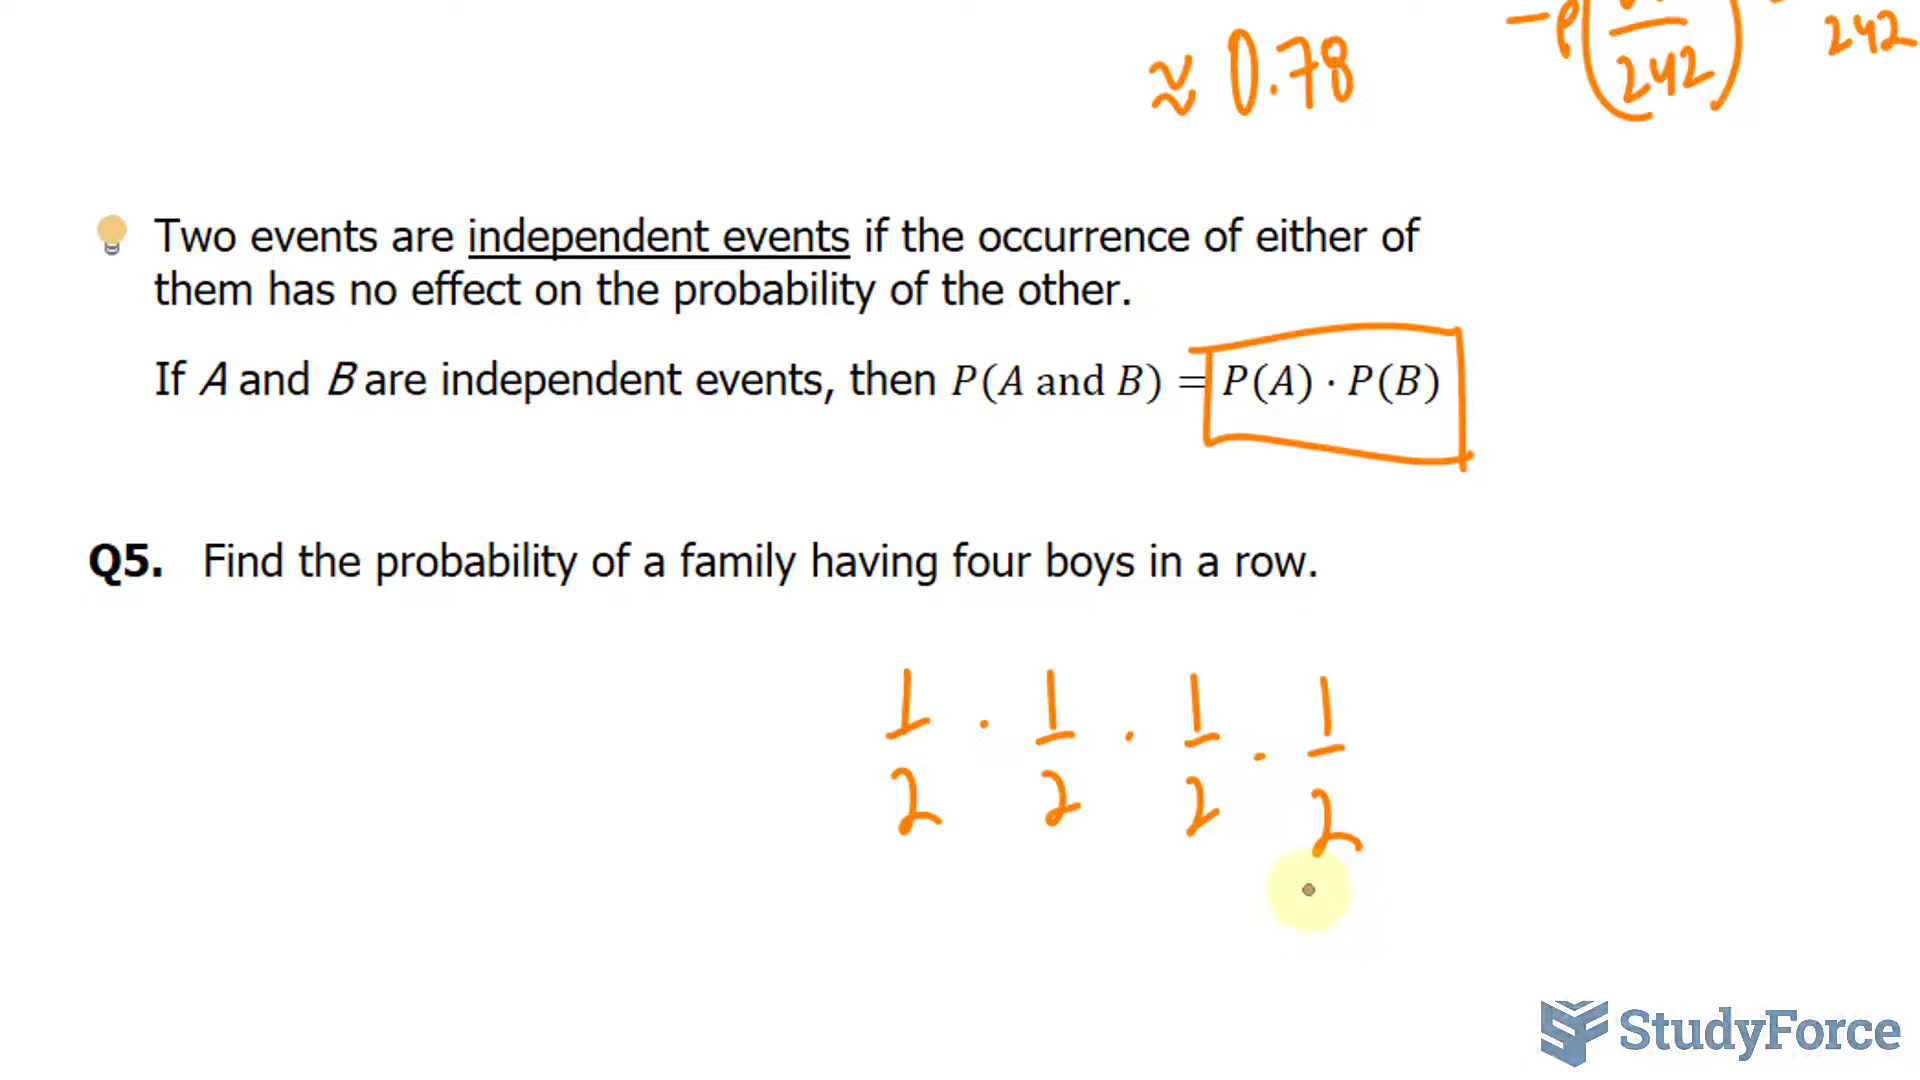 ≈ 0.78
242
242
Two events are independent events if the occurrence of either of
them has no effect on the probability of the other.
If A and B are independent events, then P(A and B) = P(A) · P(B)
Q5. Find the probability of a family having four boys in a row.
1/2 · 1/2 · 1/2 · 1/2
StudyForce